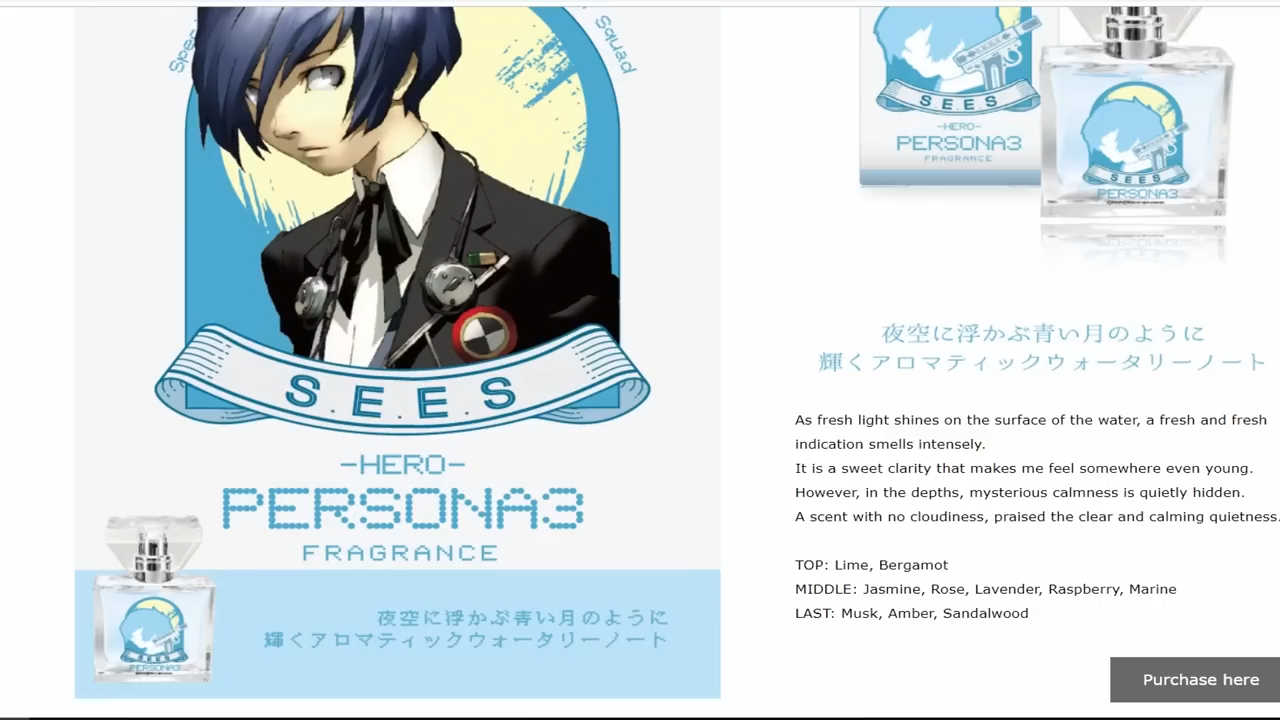 Squad
S.E.E.S
-HERO-
PERSONA3
FRAGRANCE
夜空に浮かぶ青い月のように
輝くアロマティックウォータリーノート
S.E.E.S
PERSONA3
SEES
-HERO-
PERSONA3
FRAGRANCE
SEES
PERSONA3
夜空に浮かぶ青い月のように
輝くアロマティックウォータリーノート
As fresh light shines on the surface of the water, a fresh and fresh
indication smells intensely.
It is a sweet clarity that makes me feel somewhere even young.
However, in the depths, mysterious calmness is quietly hidden.
A scent with no cloudiness, praised the clear and calming quietness.
TOP: Lime, Bergamot
MIDDLE: Jasmine, Rose, Lavender, Raspberry, Marine
LAST: Musk, Amber, Sandalwood
Purchase here